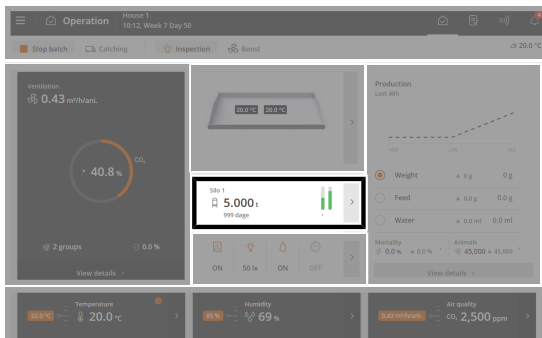 Operation
House 1
10:12, Week 7 Day 50
4
Stop batch
Catching
Inspection
Boost
20.0 °C
Ventilation
0.43 m³/h/ani.
CO₂
40.8 %
2 groups
0.0 %
View details
20.0 °C 20.0 °C
Silo 1
5.000 t
999 dage
ON
50 lx
ON
OFF
Production
Last 48h
-48h
24h
Weight
0 g
0 g
Feed
0.0 g
0.0 g
Water
0.0 ml
0.0 ml
Mortality
0.0 %
0.0 %
Animals
45,000
45,000
View details
Temperature
22.0 °C
20.0 °C
Humidity
65 %
69 %
Air quality
0.43 m³/h/ani.
CO₂ 2,500 ppm